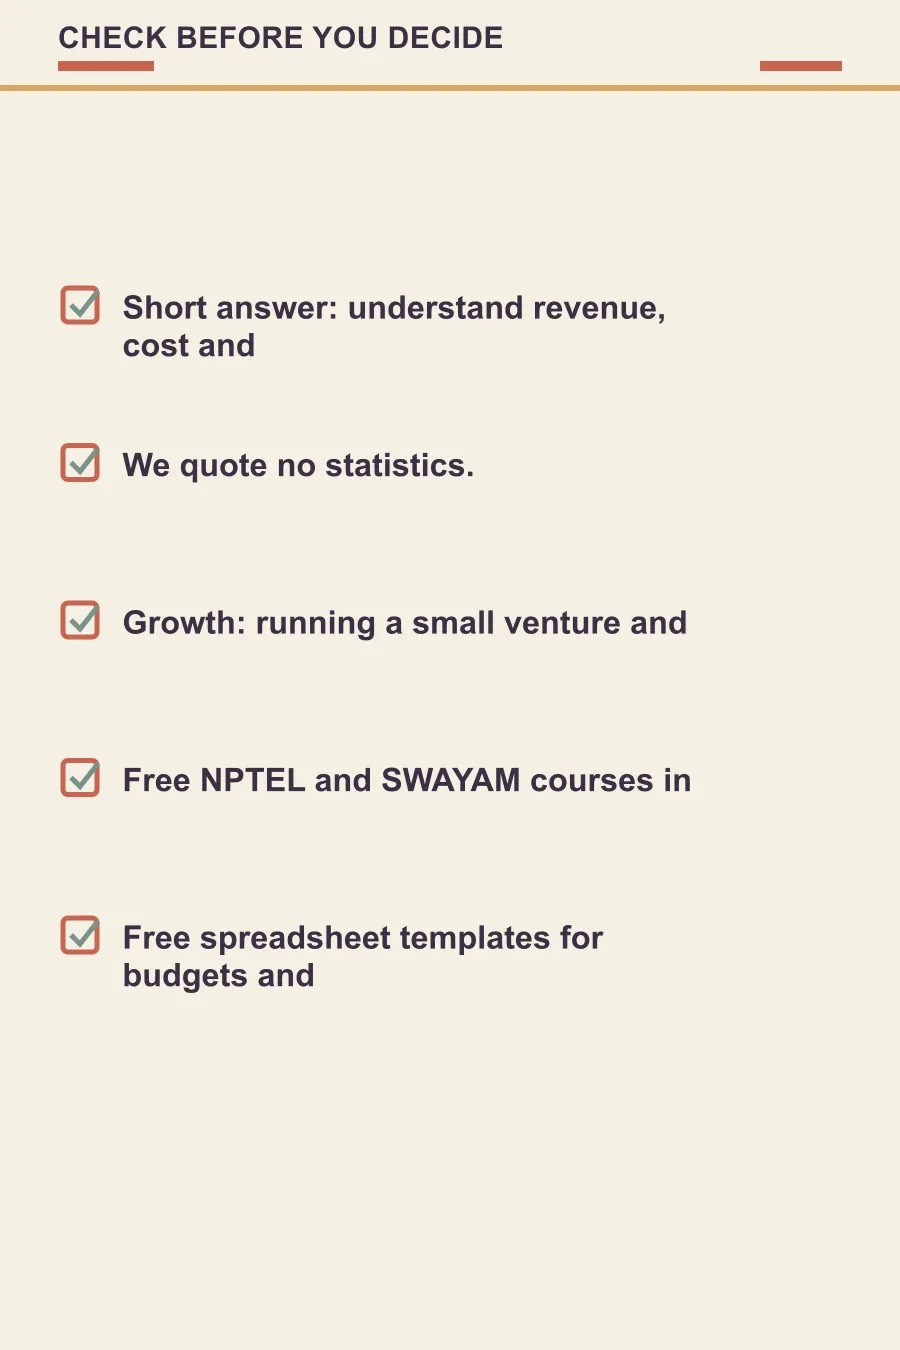 CHECK BEFORE YOU DECIDE
Short answer: understand revenue,
cost and
We quote no statistics.
Growth: running a small venture and
Free NPTEL and SWAYAM courses in
Free spreadsheet templates for
budgets and